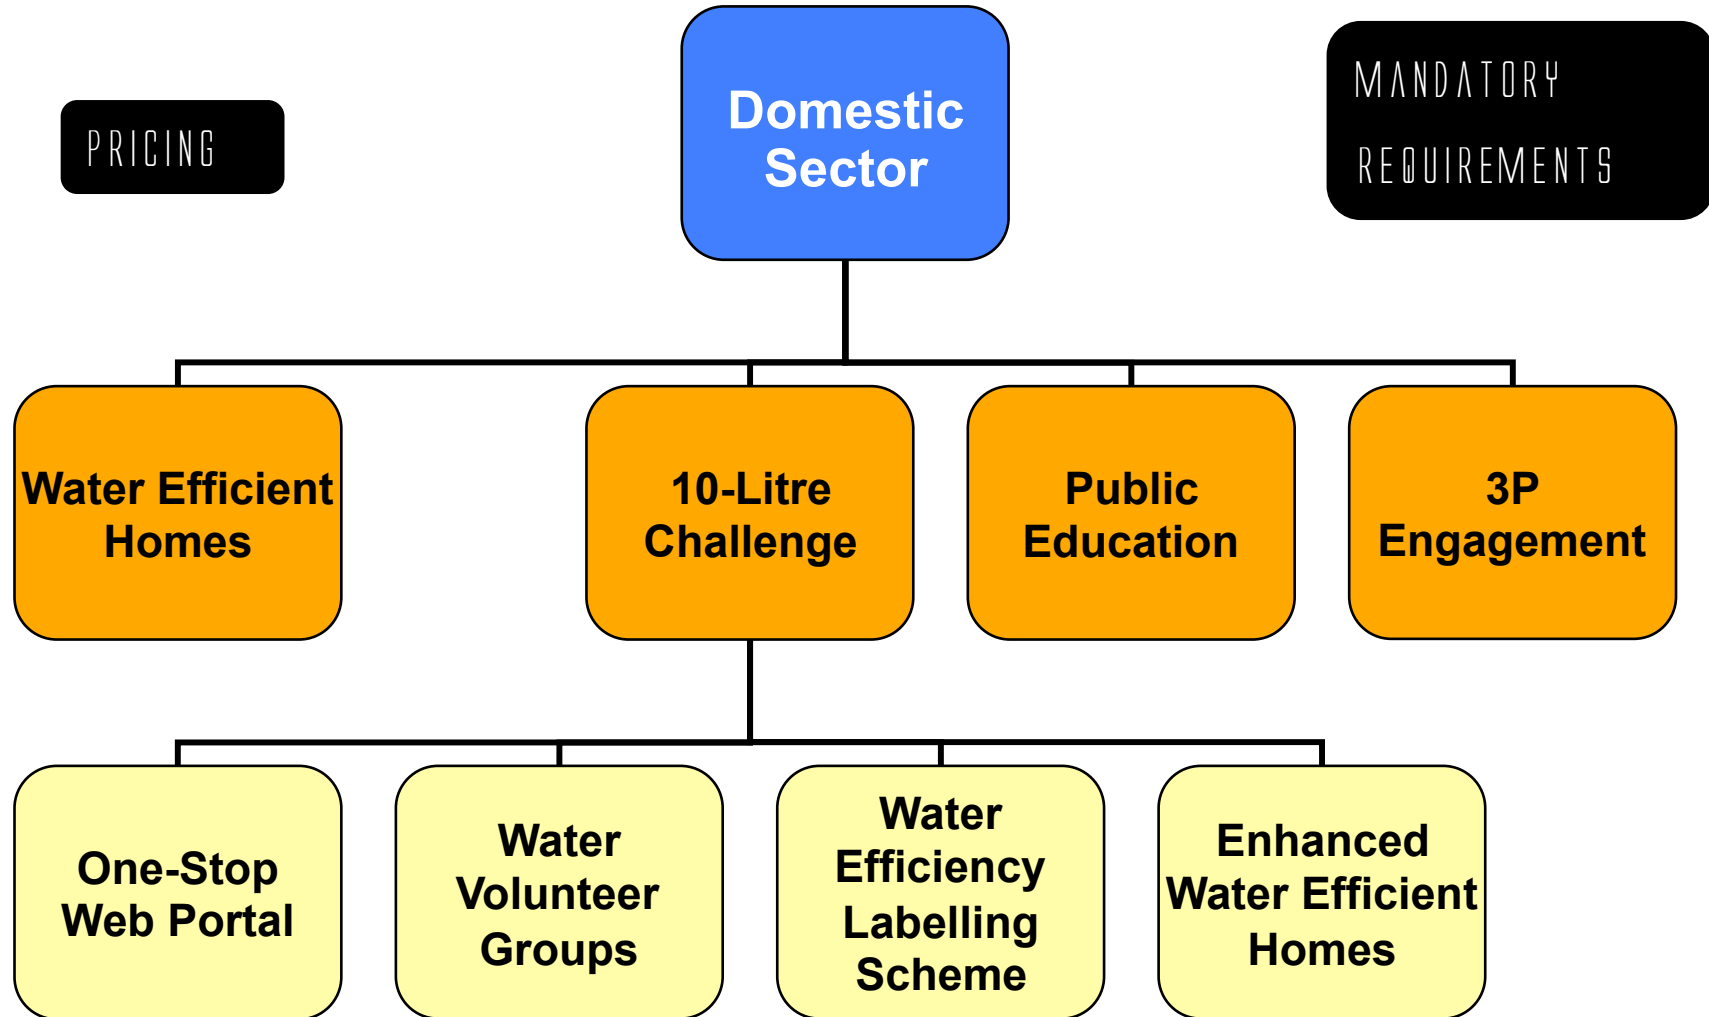 PRICING
Domestic
Sector
MANDATORY
REQUIREMENTS
Water Efficient
Homes
10-Litre
Challenge
Public
Education
3P
Engagement
One-Stop
Web Portal
Water
Volunteer
Groups
Water
Efficiency
Labelling
Scheme
Enhanced
Water Efficient
Homes